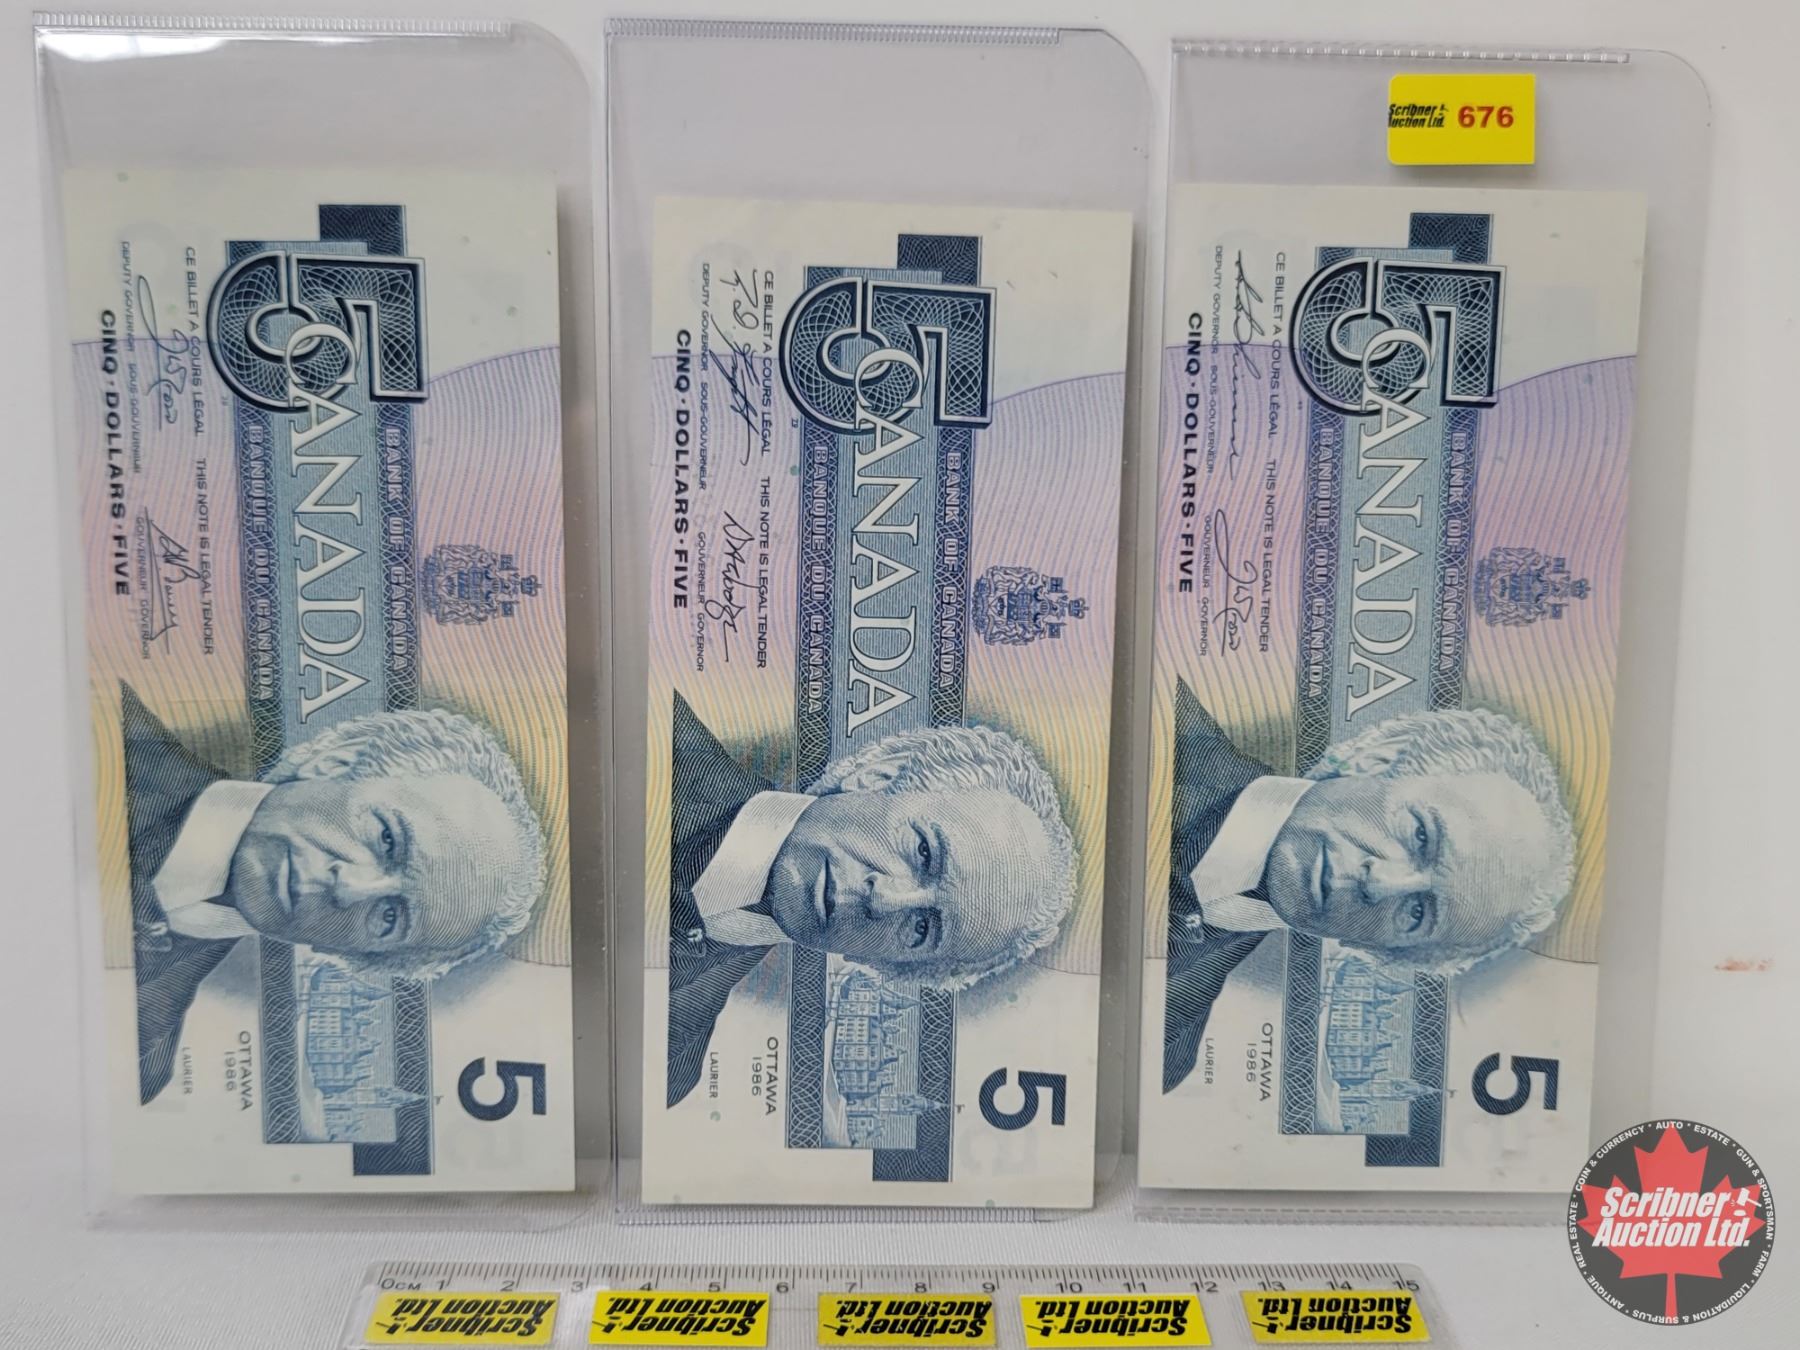 Scribner
Auction Ltd. 676
CE BILLET A COURS LÉGAL THIS NOTE IS LEGAL TENDER
DEPUTY GOVERNOR SOUS-GOUVERNEUR GOUVERNEUR GOVERNOR
CINQ • DOLLARS • FIVE
5
CANADA
BANK OF CANADA
BANQUE DU CANADA
OTTAWA
1986
LAURIER
5
CE BILLET A COURS LÉGAL THIS NOTE IS LEGAL TENDER
DEPUTY GOVERNOR SOUS-GOUVERNEUR GOUVERNEUR GOVERNOR
CINQ • DOLLARS • FIVE
5
CANADA
BANK OF CANADA
BANQUE DU CANADA
OTTAWA
1986
LAURIER
5
CE BILLET A COURS LÉGAL THIS NOTE IS LEGAL TENDER
DEPUTY GOVERNOR SOUS-GOUVERNEUR GOUVERNEUR GOVERNOR
CINQ • DOLLARS • FIVE
5
CANADA
BANK OF CANADA
BANQUE DU CANADA
OTTAWA
1986
LAURIER
5
0CM 1 2 3 4 5 6 7 8 9 10 11 12 13 14 15
Scribner
Auction Ltd.
Scribner
Auction Ltd.
Scribner
Auction Ltd.
Scribner
Auction Ltd.
Scribner
Auction Ltd.
COIN & CURRENCY • AUTO • ESTATE • GUN & SPORTSMAN • FARM • LIQUIDATION & SURPLUS • ANTIQUE • REAL ESTATE •
Scribner
Auction Ltd.